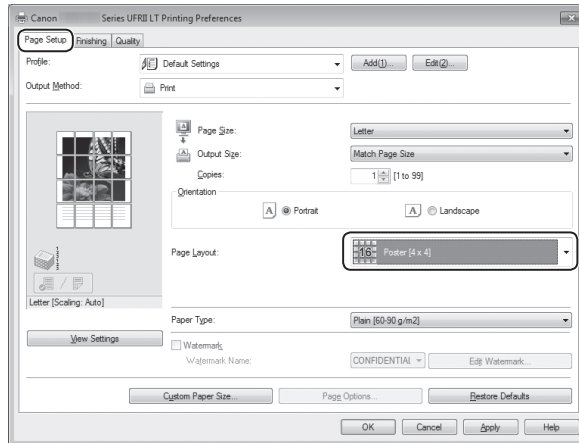 Canon Series UFRII LT Printing Preferences
Page Setup Finishing Quality
Profile: Default Settings Add(1)... Edit(2)...
Output Method: Print
Page Size: Letter
Output Size: Match Page Size
Copies: 1 [1 to 99]
Orientation
A Portrait A Landscape
Page Layout: 16 Poster [4 x 4]
Letter [Scaling: Auto]
Paper Type: Plain [60-90 g/m2]
View Settings
Watermark
Watermark Name: CONFIDENTIAL Edit Watermark...
Custom Paper Size... Page Options... Restore Defaults
OK Cancel Apply Help